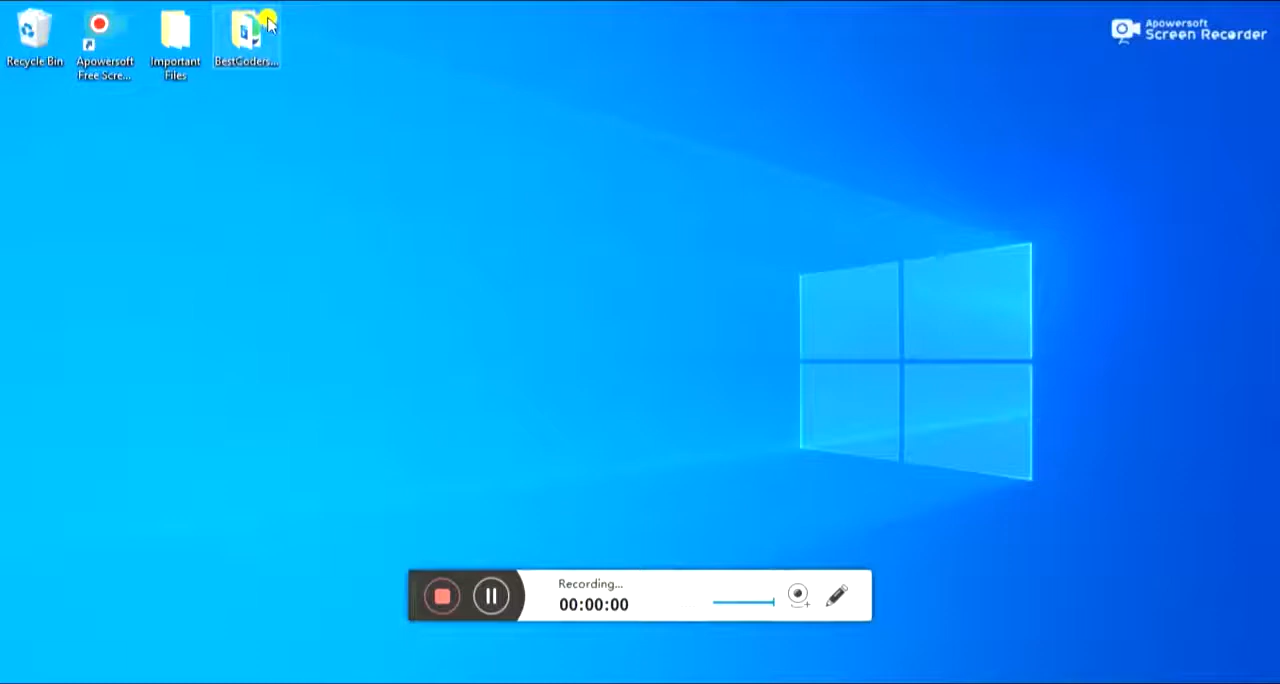 Apowersoft
Screen Recorder
Recycle Bin
Apowersoft
Free Scre...
Important
Files
BestCoders...
Recording...
00:00:00